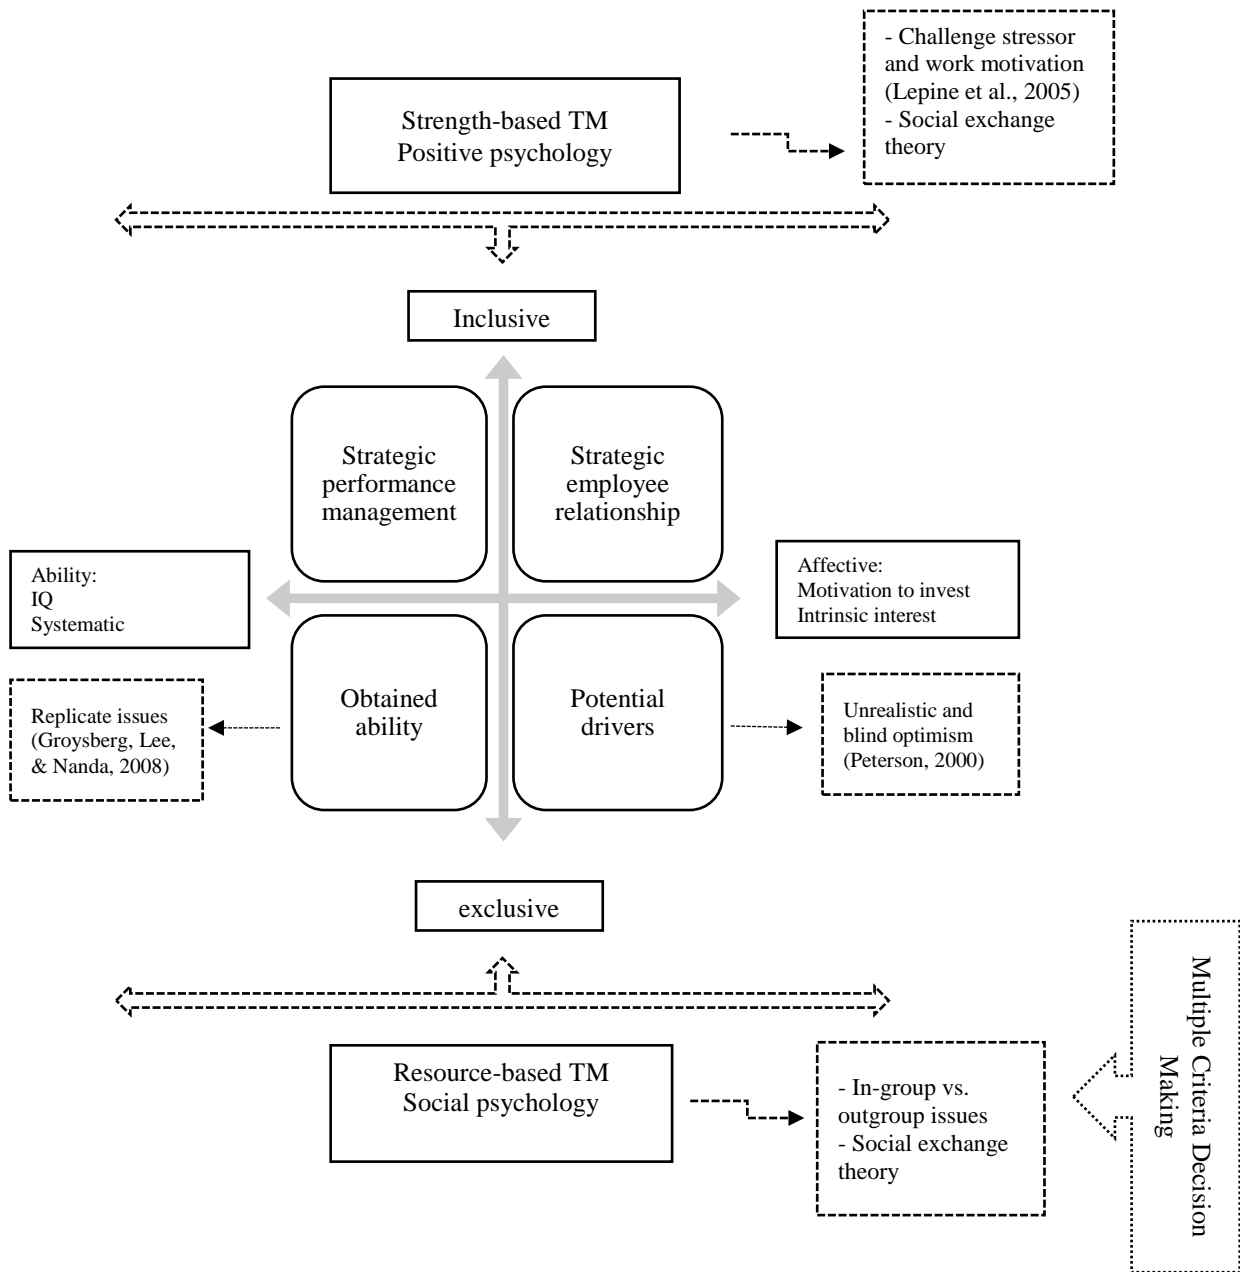 - Challenge stressor
and work motivation
(Lepine et al., 2005)
- Social exchange
theory
Strength-based TM
Positive psychology
Inclusive
Strategic
performance
management
Strategic
employee
relationship
Ability:
IQ
Systematic
Affective:
Motivation to invest
Intrinsic interest
Replicate issues
(Groysberg, Lee,
& Nanda, 2008)
Obtained
ability
Potential
drivers
Unrealistic and
blind optimism
(Peterson, 2000)
exclusive
Resource-based TM
Social psychology
- In-group vs.
outgroup issues
- Social exchange
theory
Multiple Criteria Decision
Making